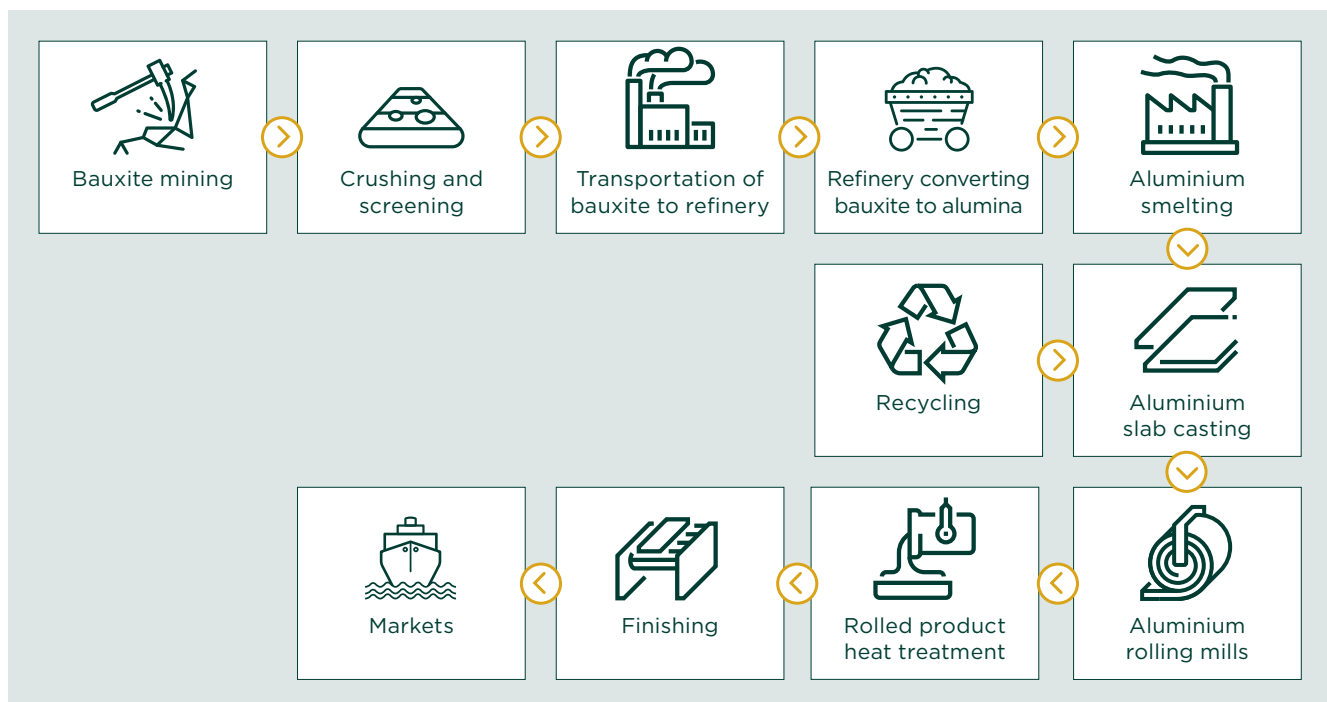 Bauxite mining
Crushing and
screening
Transportation of
bauxite to refinery
Refinery converting
bauxite to alumina
Aluminium
smelting
Recycling
Aluminium
slab casting
Markets
Finishing
Rolled product
heat treatment
Aluminium
rolling mills